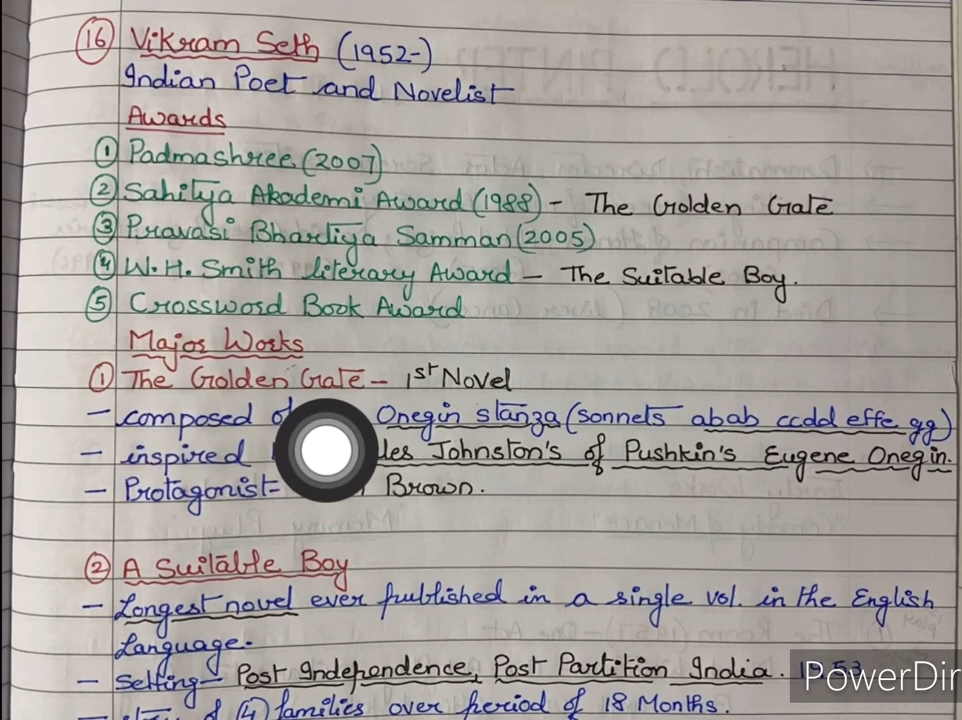 16 Vikram Seth (1952-)
Indian Poet and Novelist
Awards
1 Padmashree (2007)
2 Sahitya Akademi Award (1988) - The Golden Gate
3 Pravasi Bhartiya Samman (2005)
4 W. H. Smith literary Award - The Suitable Boy.
5 Crossword Book Award
Major Works
1 The Golden Gate - 1st Novel
- composed of Onegin stanza (sonnets abab ccdd effe gg)
- inspired les Johnston's of Pushkin's Eugene Onegin.
- Protagonist- Brown.
2 A Suitable Boy
- Longest novel ever published in a single vol. in the English
Language.
- Setting - Post Independence, Post Partition India.
PowerDir
- of 4 families over period of 18 Months.